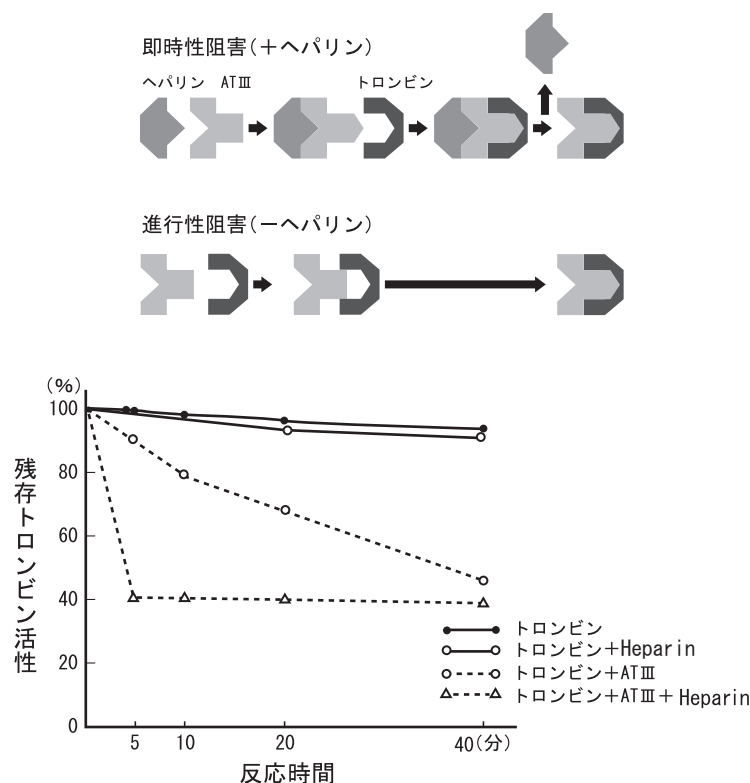 即時性阻害(+ヘパリン)
ヘパリン ATⅢ トロンビン
進行性阻害(－ヘパリン)
(%)
100
80
60
40
20
0
残存トロンビン活性
5 10 20 40(分)
反応時間
トロンビン
トロンビン+Heparin
トロンビン+ATⅢ
トロンビン+ATⅢ+Heparin